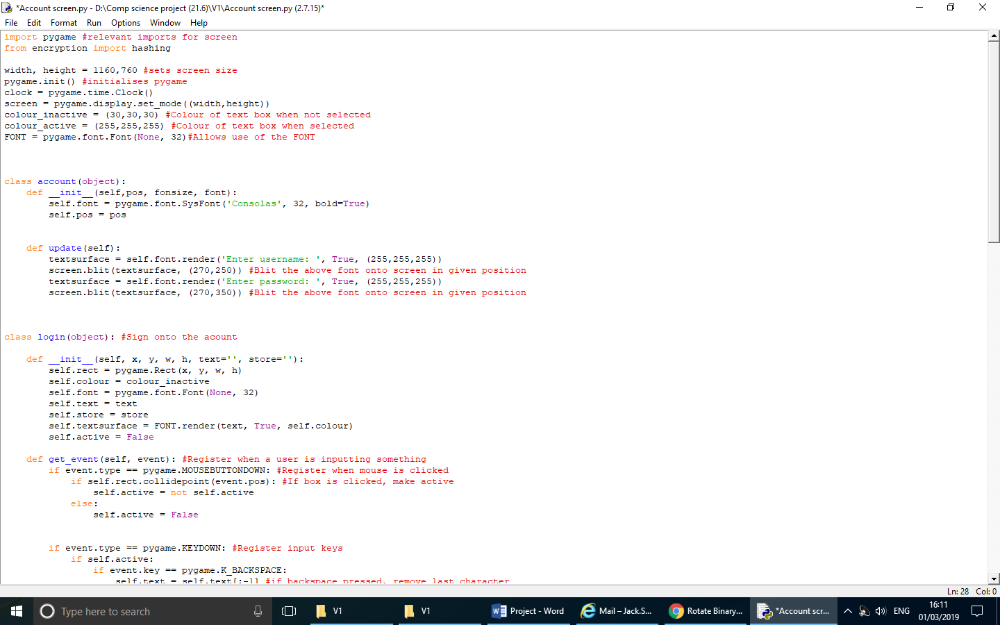 *Account screen.py - D:\Comp science project (21.6)\V1\Account screen.py (2.7.15)*
File Edit Format Run Options Window Help
import pygame #relevant imports for screen
from encryption import hashing
width, height = 1160,760 #sets screen size
pygame.init() #initialises pygame
clock = pygame.time.Clock()
screen = pygame.display.set_mode((width,height))
colour_inactive = (30,30,30) #Colour of text box when not selected
colour_active = (255,255,255) #Colour of text box when selected
FONT = pygame.font.Font(None, 32)#Allows use of the FONT
class account(object):
    def __init__(self,pos, fonsize, font):
        self.font = pygame.font.SysFont('Consolas', 32, bold=True)
        self.pos = pos
    def update(self):
        textsurface = self.font.render('Enter username: ', True, (255,255,255))
        screen.blit(textsurface, (270,250)) #Blit the above font onto screen in given position
        textsurface = self.font.render('Enter password: ', True, (255,255,255))
        screen.blit(textsurface, (270,350)) #Blit the above font onto screen in given position
class login(object): #Sign onto the acount
    def __init__(self, x, y, w, h, text='', store=''):
        self.rect = pygame.Rect(x, y, w, h)
        self.colour = colour_inactive
        self.font = pygame.font.Font(None, 32)
        self.text = text
        self.store = store
        self.textsurface = FONT.render(text, True, self.colour)
        self.active = False
    def get_event(self, event): #Register when a user is inputting something
        if event.type == pygame.MOUSEBUTTONDOWN: #Register when mouse is clicked
            if self.rect.collidepoint(event.pos): #If box is clicked, make active
                self.active = not self.active
            else:
                self.active = False
        if event.type == pygame.KEYDOWN: #Register input keys
            if self.active:
                if event.key == pygame.K_BACKSPACE:
                    self.text = self.text[:-1] #if backspace pressed, remove last character
Ln: 28 Col: 0
Type here to search
V1
V1
Project - Word
Mail – Jack.S...
Rotate Binary...
*Account scr...
ENG
16:11
01/03/2019